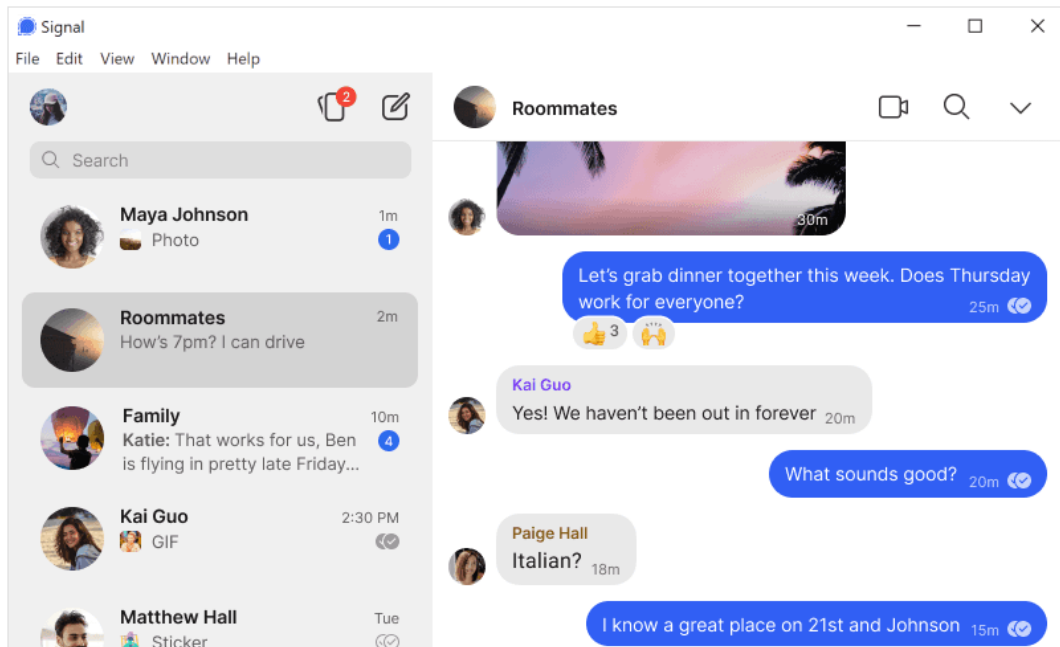 Signal
File Edit View Window Help
2
Search
Maya Johnson 1m
Photo 1
Roommates 2m
How's 7pm? I can drive
Family 10m
Katie: That works for us, Ben 4
is flying in pretty late Friday...
Kai Guo 2:30 PM
GIF
Matthew Hall Tue
Sticker
Roommates
30m
Let's grab dinner together this week. Does Thursday
work for everyone? 25m
👍 3 🙌
Kai Guo
Yes! We haven't been out in forever 20m
What sounds good? 20m
Paige Hall
Italian? 18m
I know a great place on 21st and Johnson 15m